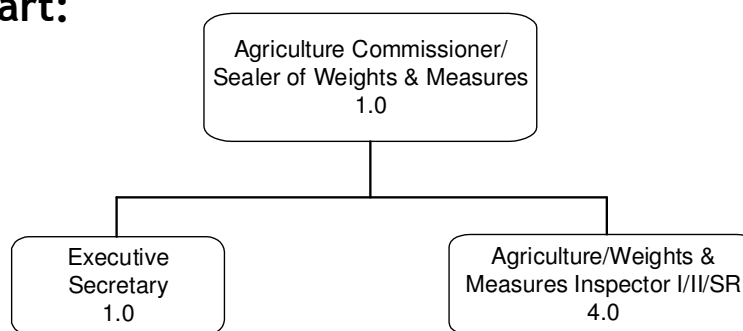 art:
Agriculture Commissioner/
Sealer of Weights & Measures
1.0
Executive
Secretary
1.0
Agriculture/Weights &
Measures Inspector I/II/SR
4.0